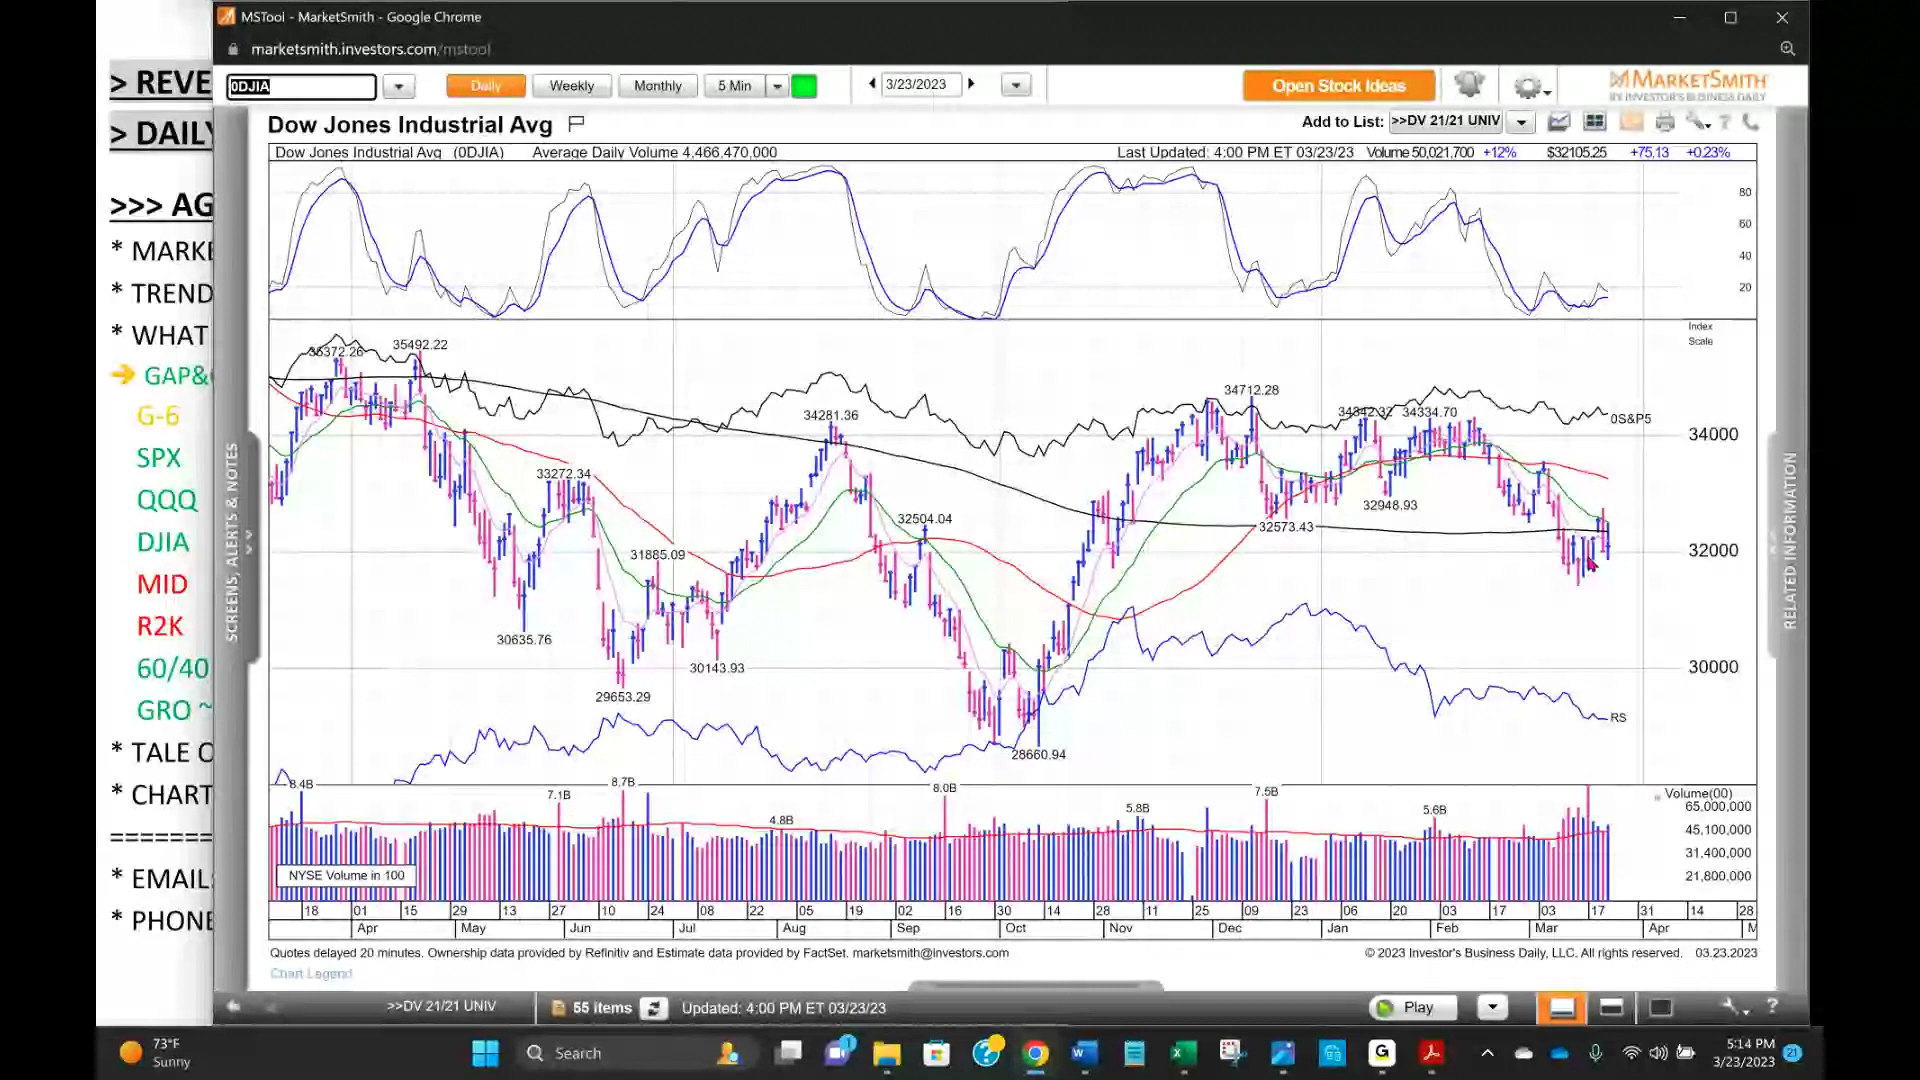 MSTool - MarketSmith - Google Chrome
marketsmith.investors.com/mstool
> REVE
> DAILY
>>> AG
* MARKE
* TREND
* WHAT
GAP&
G-6
SPX
QQQ
DJIA
MID
R2K
60/40
GRO ~
* TALE O
* CHART
=======
* EMAIL
* PHONE
0DJIA
Daily
Weekly
Monthly
5 Min
3/23/2023
Open Stock Ideas
MARKETSMITH
BY INVESTOR'S BUSINESS DAILY
Dow Jones Industrial Avg
Add to List: >>DV 21/21 UNIV
Dow Jones Industrial Avg (0DJIA) Average Daily Volume 4,466,470,000
Last Updated: 4:00 PM ET 03/23/23 Volume 50,021,700 +12% $32105.25 +75.13 +0.23%
80
60
40
20
Index
Scale
35372.26
35492.22
34281.36
34712.28
34342.32
34334.70
0S&P5
34000
33272.34
32504.04
32948.93
32573.43
31885.09
32000
30635.76
30143.93
29653.29
28660.94
30000
RS
8.4B
7.1B
8.7B
4.8B
8.0B
5.8B
7.5B
5.6B
Volume(00)
65,000,000
45,100,000
31,400,000
21,800,000
NYSE Volume in 100
18 01 15 29 13 27 10 24 08 22 05 19 02 16 30 14 28 11 25 09 23 06 20 03 17 03 17 31 14 28
Apr May Jun Jul Aug Sep Oct Nov Dec Jan Feb Mar Apr M
Quotes delayed 20 minutes. Ownership data provided by Refinitiv and Estimate data provided by FactSet. marketsmith@investors.com
© 2023 Investor's Business Daily, LLC. All rights reserved. 03.23.2023
Chart Legend
SCREENS, ALERTS & NOTES
RELATED INFORMATION
>>DV 21/21 UNIV
55 items
Updated: 4:00 PM ET 03/23/23
Play
73°F
Sunny
Search
5:14 PM
3/23/2023
21